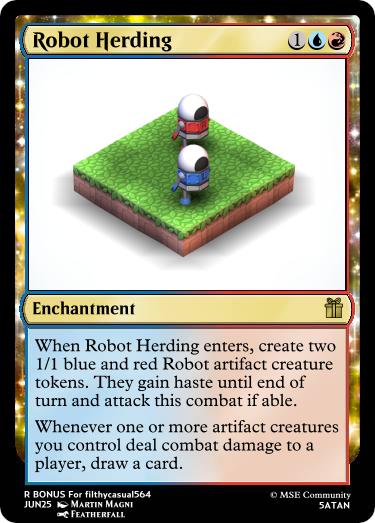 Robot Herding
1
Enchantment
When Robot Herding enters, create two
1/1 blue and red Robot artifact creature
tokens. They gain haste until end of
turn and attack this combat if able.
Whenever one or more artifact creatures
you control deal combat damage to a
player, draw a card.
R BONUS For filthycasual564
© MSE Community
JUN25 Martin Magni
5ATAN
Featherfall